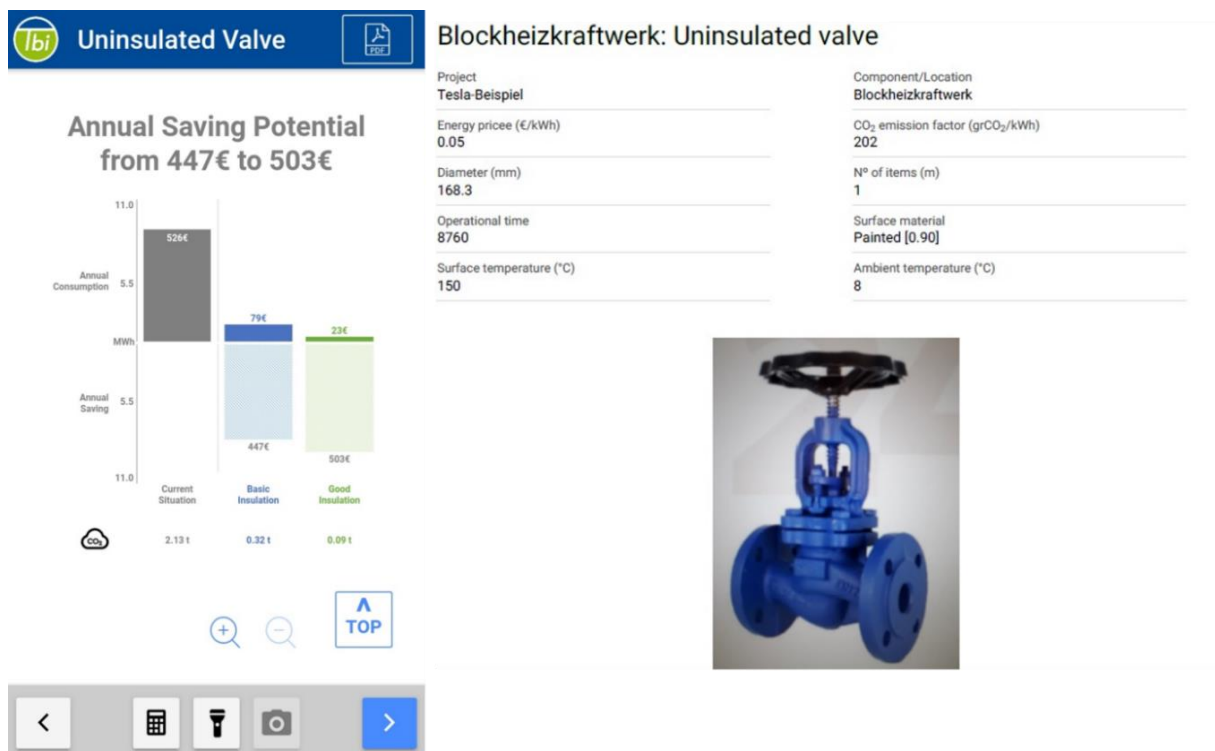 Tbi
Uninsulated Valve
PDF
Annual Saving Potential
from 447€ to 503€
11.0
526€
Annual
Consumption
5.5
79€
23€
MWh
Annual
Saving
5.5
447€
503€
11.0
Current
Situation
Basic
Insulation
Good
Insulation
CO₂
2.13 t
0.32 t
0.09 t
TOP
Blockheizkraftwerk: Uninsulated valve
Project
Tesla-Beispiel
Component/Location
Blockheizkraftwerk
Energy pricee (€/kWh)
0.05
CO₂ emission factor (grCO₂/kWh)
202
Diameter (mm)
168.3
Nº of items (m)
1
Operational time
8760
Surface material
Painted [0.90]
Surface temperature (°C)
150
Ambient temperature (°C)
8